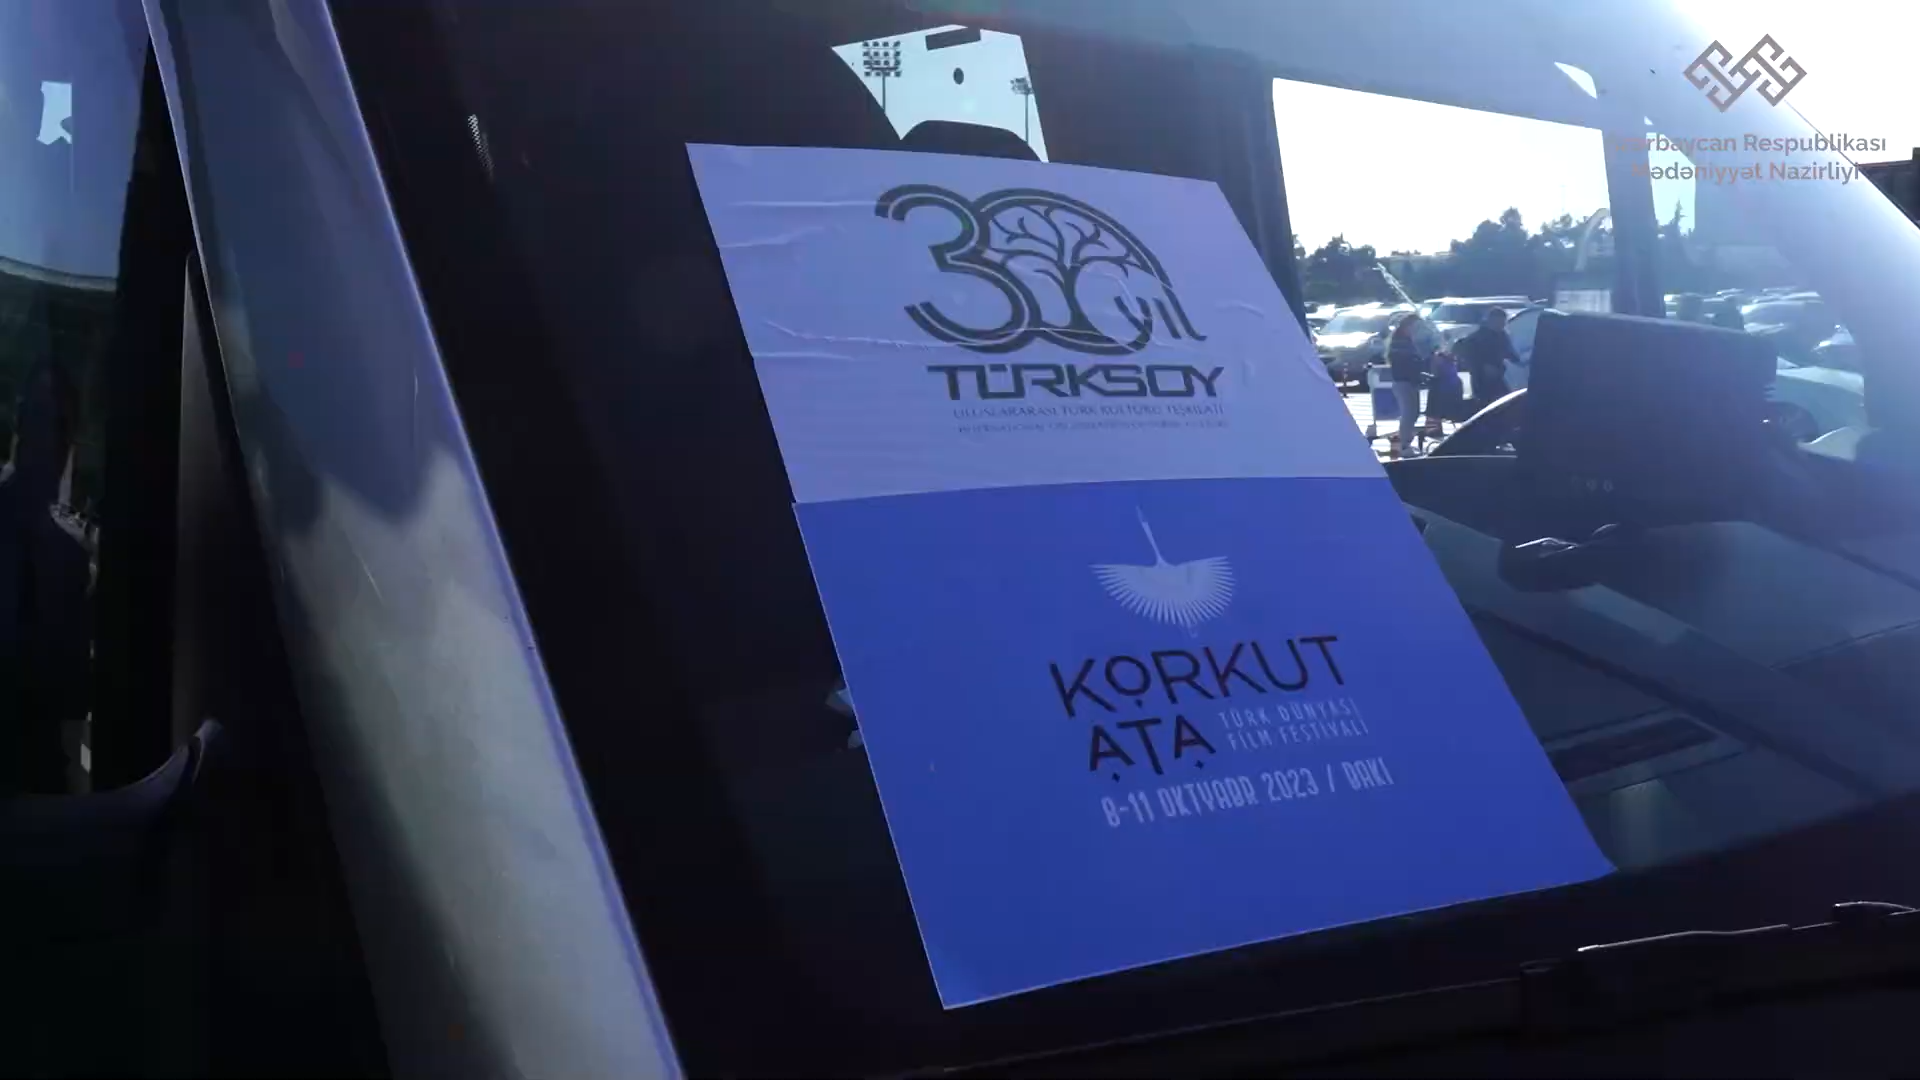 Azərbaycan Respublikası
Mədəniyyət Nazirliyi
30 yıl
TÜRKSOY
ULUSLARARASI TÜRK KÜLTÜRÜ TEŞKİLATI
KORKUT
ATA
TÜRK DÜNYASI
FİLM FESTİVALİ
8-11 OKTYABR 2023 / BAKI